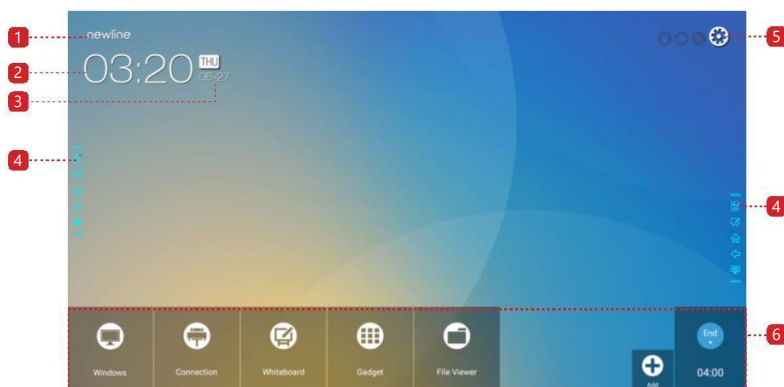 1
newline
5
2
03:20
THU
06-27
3
4
4
Windows
Connection
Whiteboard
Gadget
File Viewer
Add
End
04:00
6